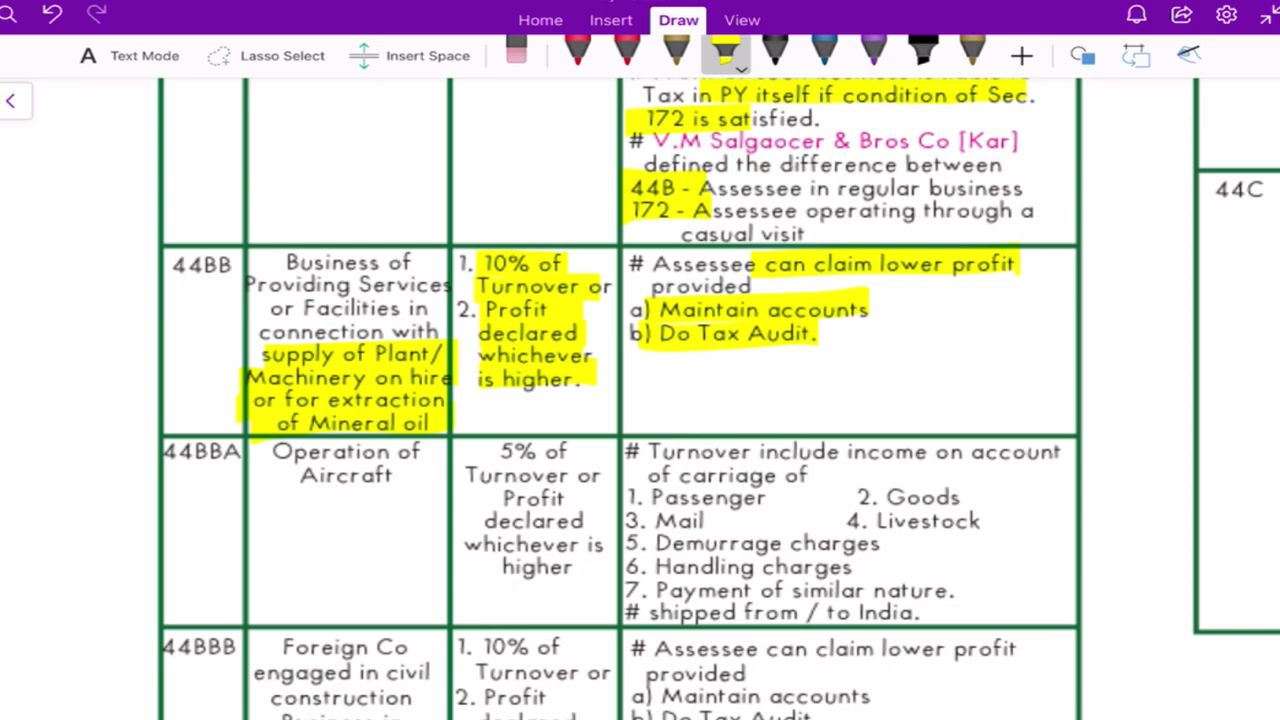 Home Insert Draw View
A Text Mode Lasso Select Insert Space
Tax in PY itself if condition of Sec.
172 is satisfied.
# V.M Salgaocer & Bros Co [Kar]
defined the difference between
44B - Assessee in regular business
172 - Assessee operating through a
casual visit
44C
44BB
Business of
Providing Services
or Facilities in
connection with
supply of Plant/
Machinery on hire
or for extraction
of Mineral oil
1. 10% of
Turnover or
2. Profit
declared
whichever
is higher.
# Assessee can claim lower profit
provided
a) Maintain accounts
b) Do Tax Audit.
44BBA
Operation of
Aircraft
5% of
Turnover or
Profit
declared
whichever is
higher
# Turnover include income on account
of carriage of
1. Passenger 2. Goods
3. Mail 4. Livestock
5. Demurrage charges
6. Handling charges
7. Payment of similar nature.
# shipped from / to India.
44BBB
Foreign Co
engaged in civil
construction
Business in
1. 10% of
Turnover or
2. Profit
declared
# Assessee can claim lower profit
provided
a) Maintain accounts
b) Do Tax Audit